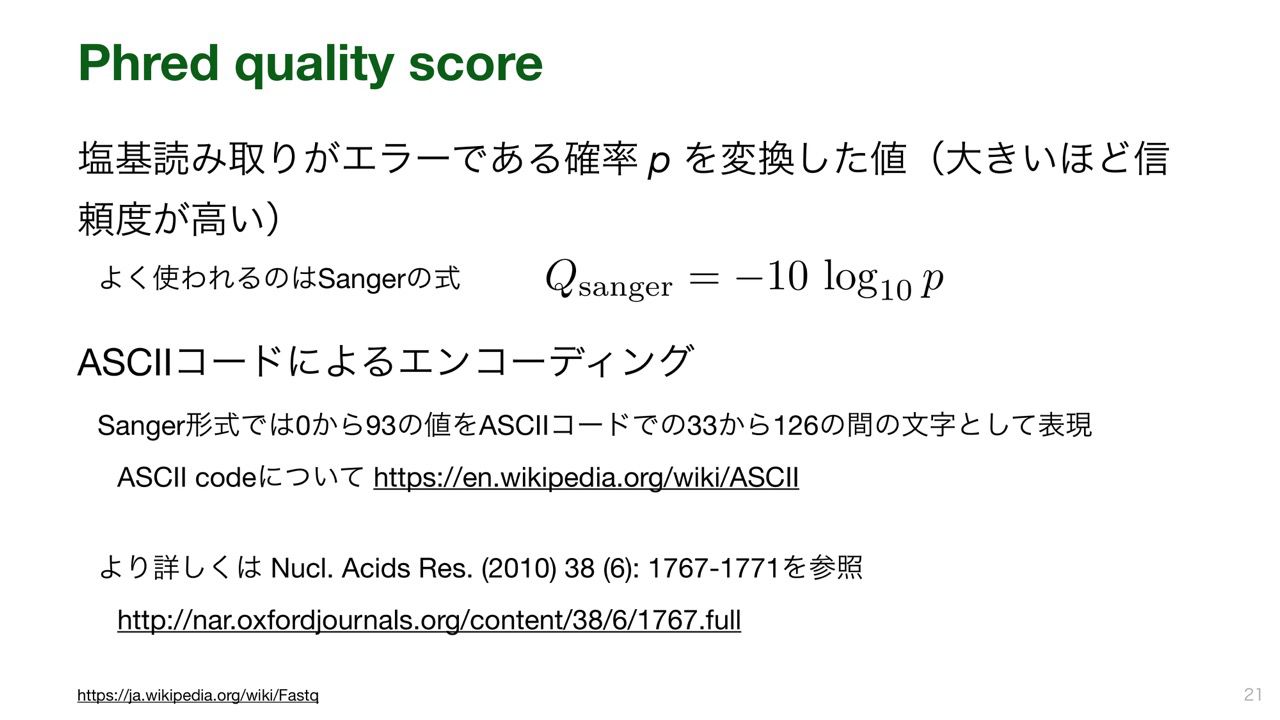 Phred quality score
塩基読み取りがエラーである確率 p を変換した値（大きいほど信
頼度が高い）
よく使われるのはSangerの式
Q_sanger = −10 log_10 p
ASCIIコードによるエンコーディング
Sanger形式では0から93の値をASCIIコードでの33から126の間の文字として表現
ASCII codeについて https://en.wikipedia.org/wiki/ASCII
より詳しくは Nucl. Acids Res. (2010) 38 (6): 1767-1771を参照
http://nar.oxfordjournals.org/content/38/6/1767.full
https://ja.wikipedia.org/wiki/Fastq
21